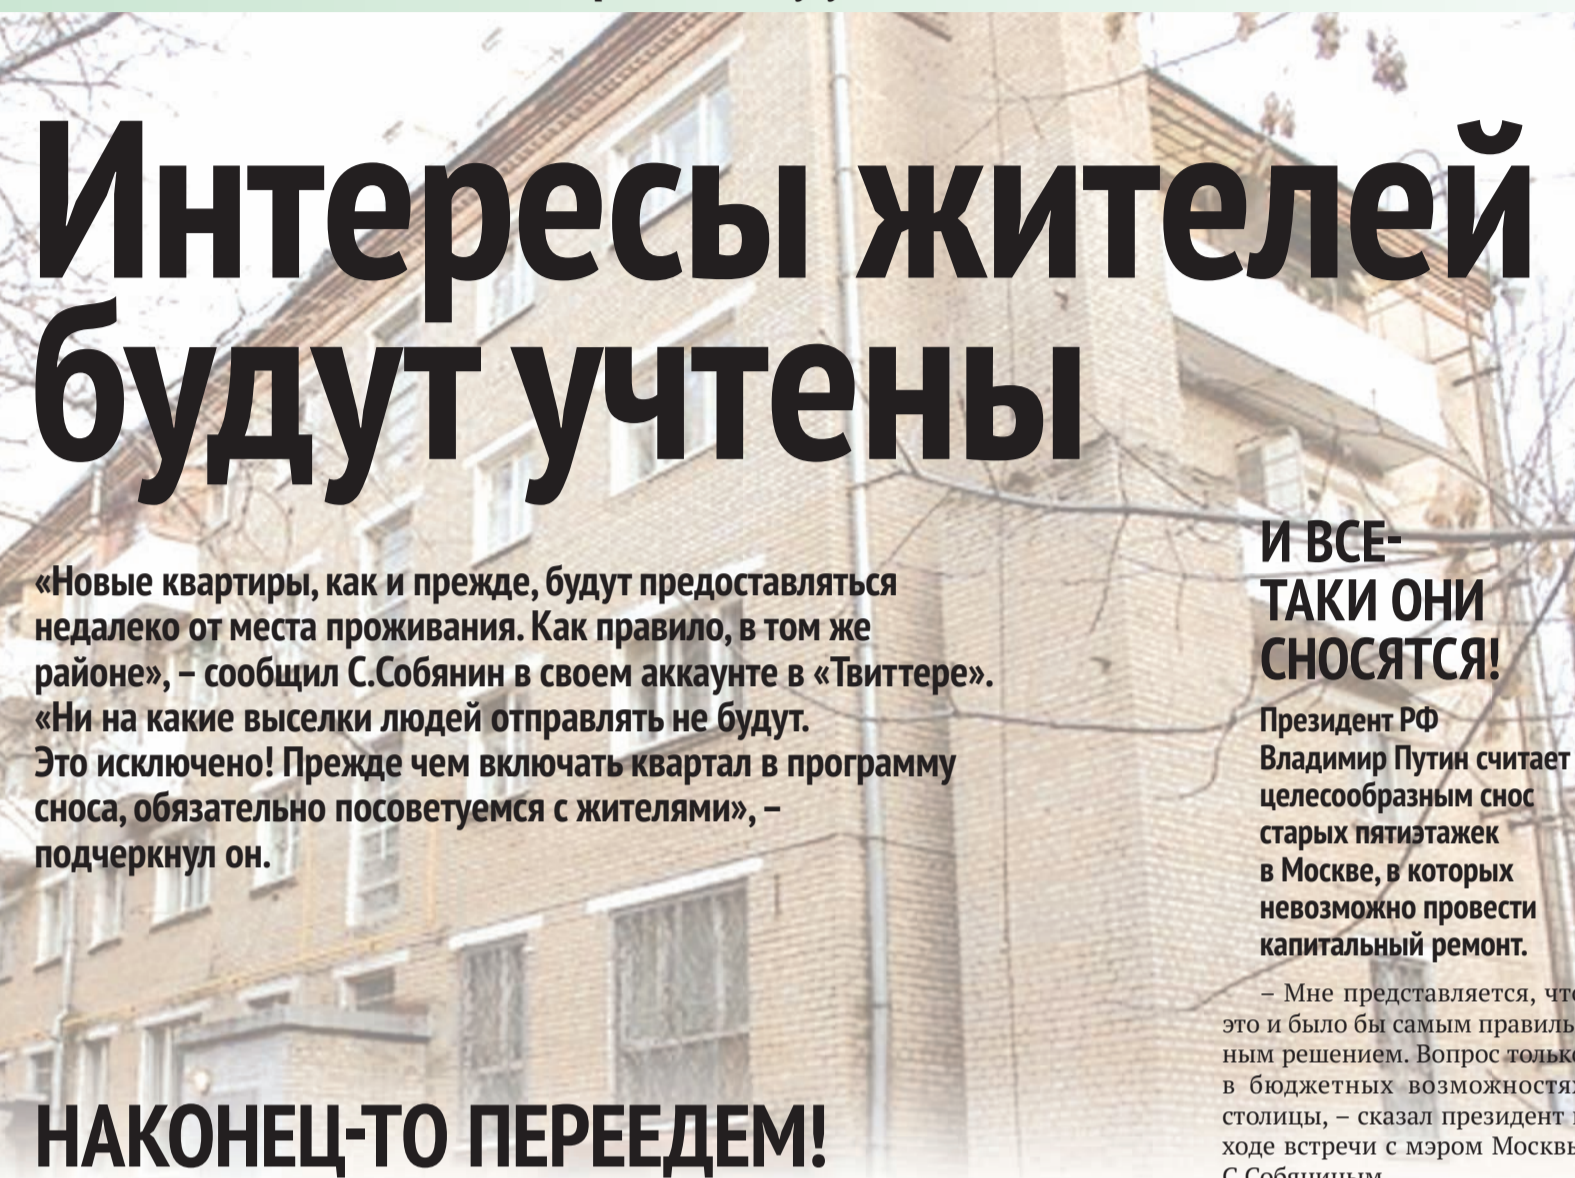 Интересы жителей
будут учтены
«Новые квартиры, как и прежде, будут предоставляться
недалеко от места проживания. Как правило, в том же
районе», – сообщил С.Собянин в своем аккаунте в «Твиттере».
«Ни на какие выселки людей отправлять не будут.
Это исключено! Прежде чем включать квартал в программу
сноса, обязательно посоветуемся с жителями», –
подчеркнул он.
НАКОНЕЦ-ТО ПЕРЕЕДЕМ!
И ВСЕ-
ТАКИ ОНИ
СНОСЯТСЯ!
Президент РФ
Владимир Путин считает
целесообразным снос
старых пятиэтажек
в Москве, в которых
невозможно провести
капитальный ремонт.
– Мне представляется, что
это и было бы самым правиль-
ным решением. Вопрос только
в бюджетных возможностях
столицы, – сказал президент в
ходе встречи с мэром Москвы
С.Собяниным.